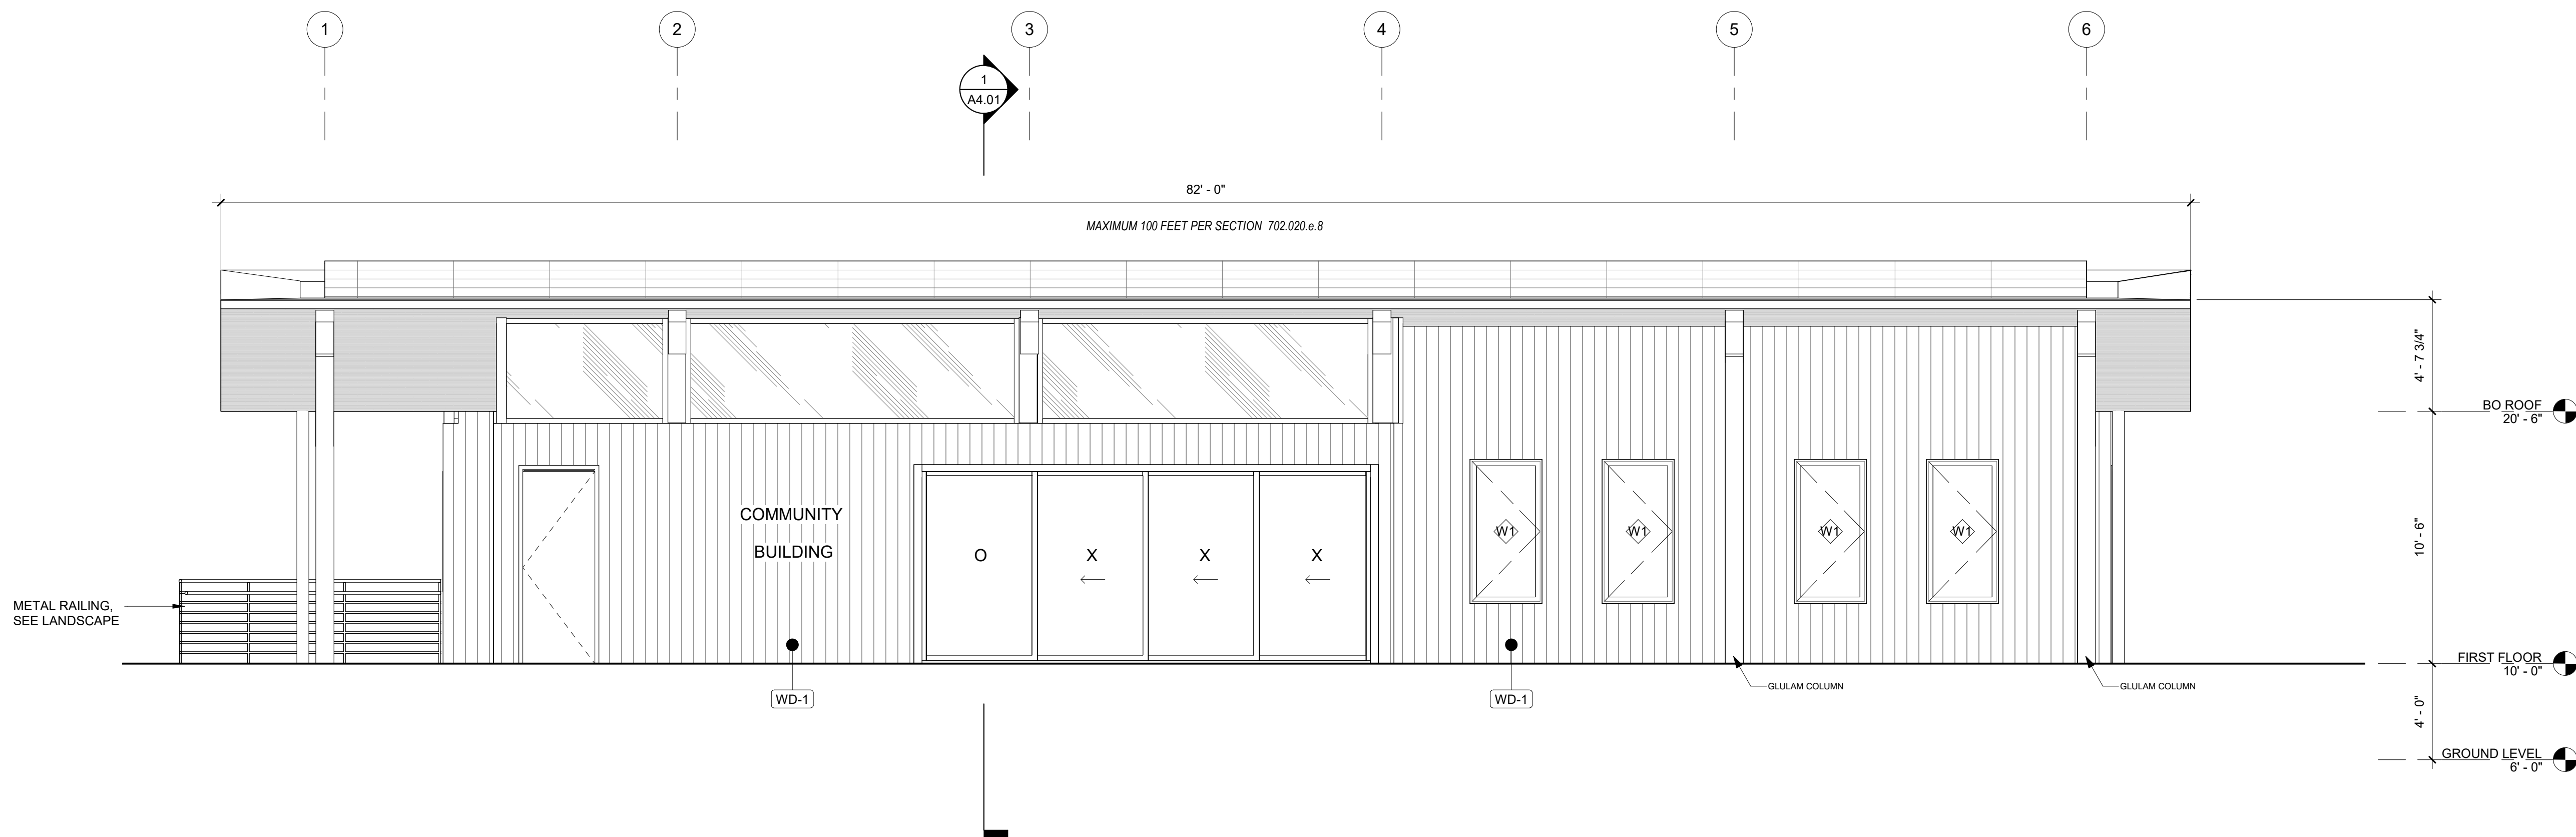 1
2
3
4
5
6
1
A4.01
82' - 0"
MAXIMUM 100 FEET PER SECTION 702.020.e.8
4' - 7 3/4"
BO ROOF
20' - 6"
COMMUNITY
BUILDING
O
X
X
X
W1
W1
W1
W1
10' - 6"
METAL RAILING,
SEE LANDSCAPE
FIRST FLOOR
10' - 0"
WD-1
WD-1
GLULAM COLUMN
GLULAM COLUMN
4' - 0"
GROUND LEVEL
6' - 0"